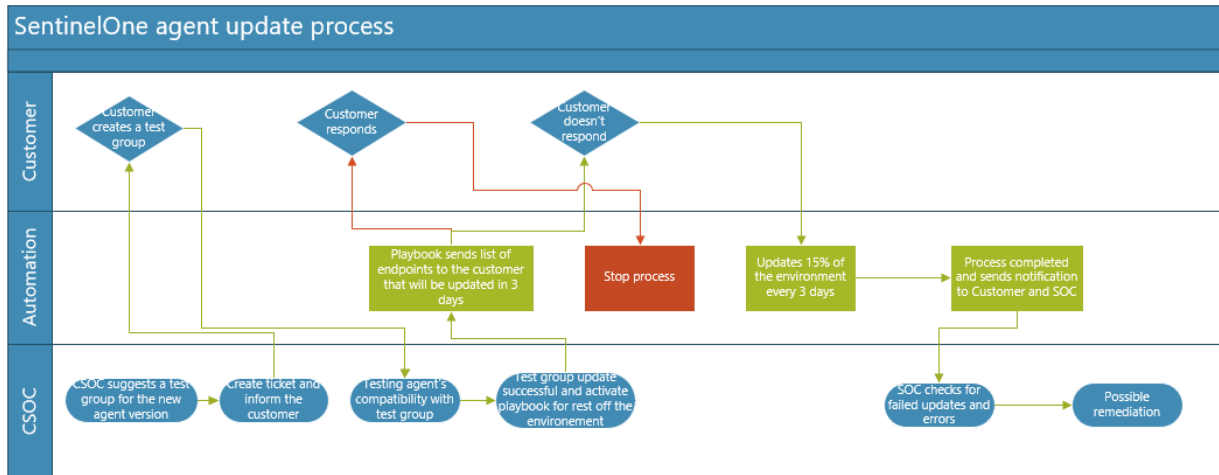 SentinelOne agent update process
Customer
Customer
creates a test
group
Customer
responds
Customer
doesn't
respond
Automation
Playbook sends list of
endpoints to the customer
that will be updated in 3
days
Stop process
Updates 15% of
the environment
every 3 days
Process completed
and sends notification
to Customer and SOC
CSOC
CSOC suggests a test
group for the new
agent version
Create ticket and
inform the
customer
Testing agent's
compatibility with
test group
Test group update
successful and activate
playbook for rest off the
environement
SOC checks for
failed updates and
errors
Possible
remediation